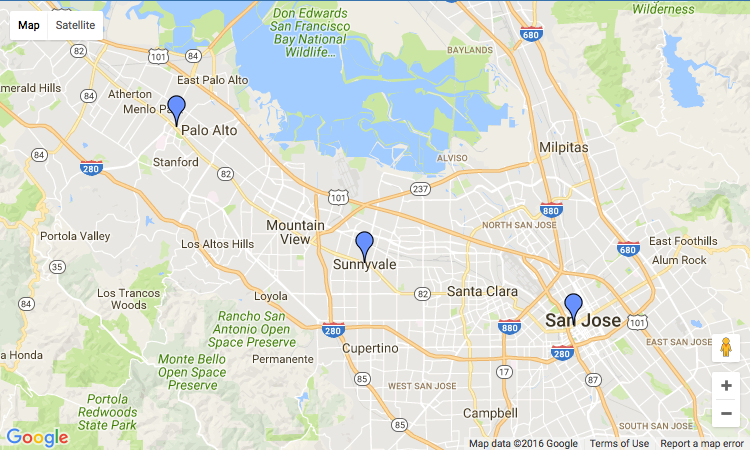 Map
Satellite
Don Edwards
San Francisco
Bay National
Wildlife...
Wilderness
680
BAYLANDS
84
101
East Palo Alto
84
Atherton
Menlo P
Palo Alto
Stanford
84
280
82
Milpitas
ALVISO
237
101
880
NORTH SAN JOSE
Mountain
View
Portola Valley
Los Altos Hills
East Foothills
680
Alum Rock
35
Sunnyvale
84
Los Trancos
Woods
Loyola
82
Santa Clara
Rancho San
Antonio Open
Space Preserve
280
880
San Jose
101
EAST SAN JOSE
Monte Bello
Open Space
Preserve
Permanente
Cupertino
280
a Honda
85
WEST SAN JOSE
17
87
Portola
Redwoods
State Park
85
Campbell
SOUTH SAN JOSE
Google
Map data ©2016 Google
Terms of Use
Report a map error